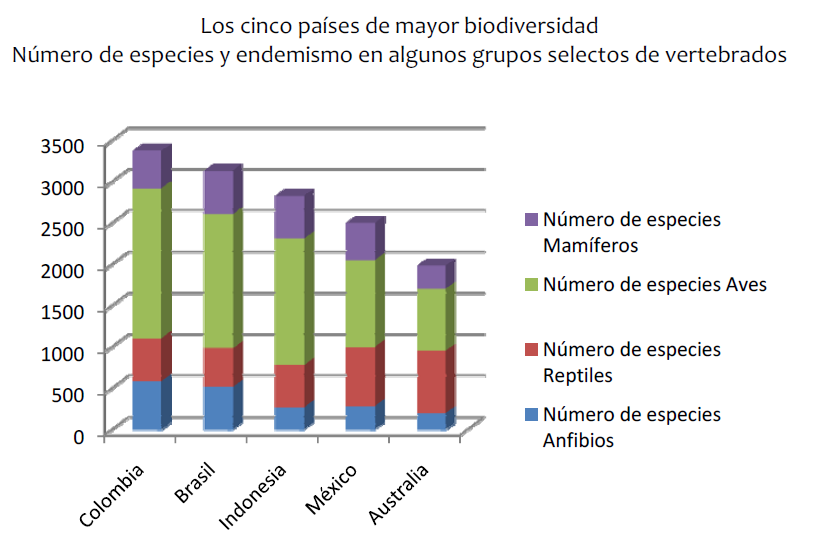 Los cinco países de mayor biodiversidad
Número de especies y endemismo en algunos grupos selectos de vertebrados
3500
3000
2500
2000
1500
1000
500
0
Colombia
Brasil
Indonesia
México
Australia
Número de especies
Mamíferos
Número de especies Aves
Número de especies
Reptiles
Número de especies
Anfibios